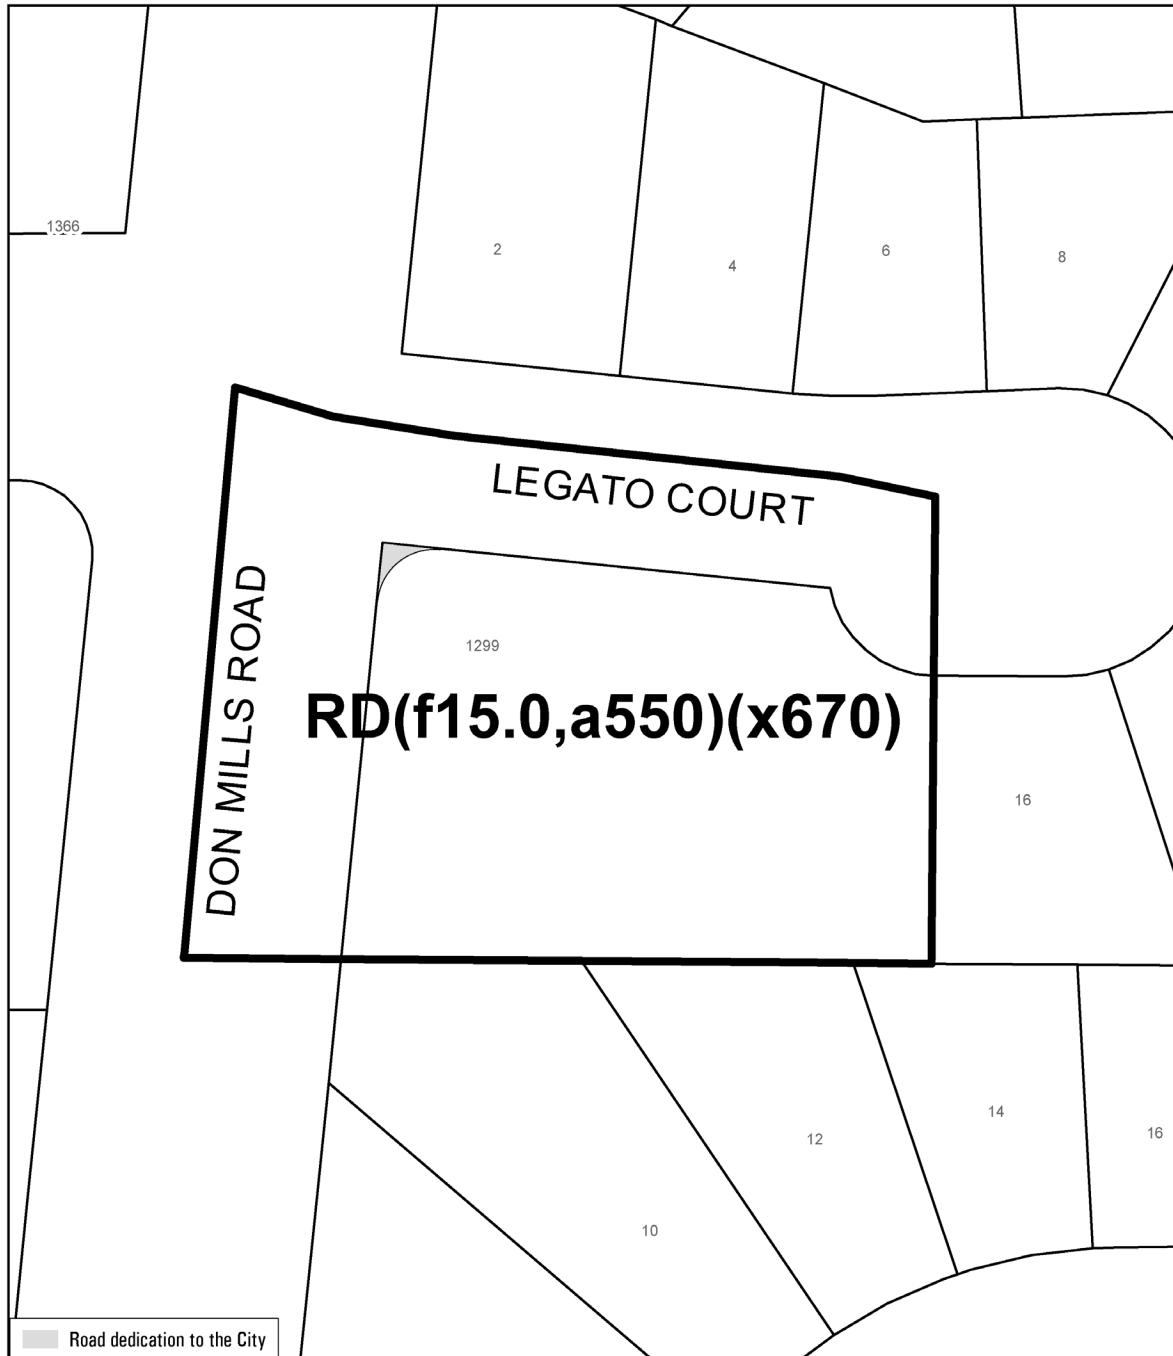 1366
2
4
6
8
LEGATO COURT
DON MILLS ROAD
1299
RD(f15.0,a550)(x670)
16
14
12
16
10
Road dedication to the City